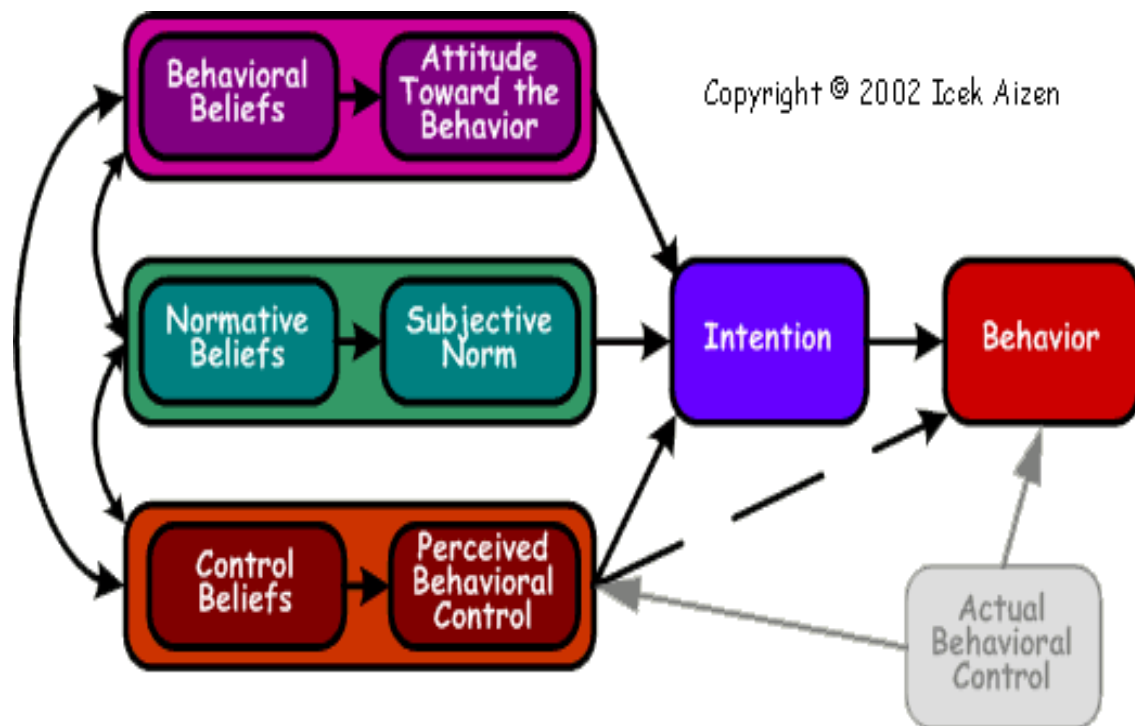 Behavioral
Beliefs
Attitude
Toward the
Behavior
Copyright © 2002 Icek Aizen
Normative
Beliefs
Subjective
Norm
Intention
Behavior
Control
Beliefs
Perceived
Behavioral
Control
Actual
Behavioral
Control